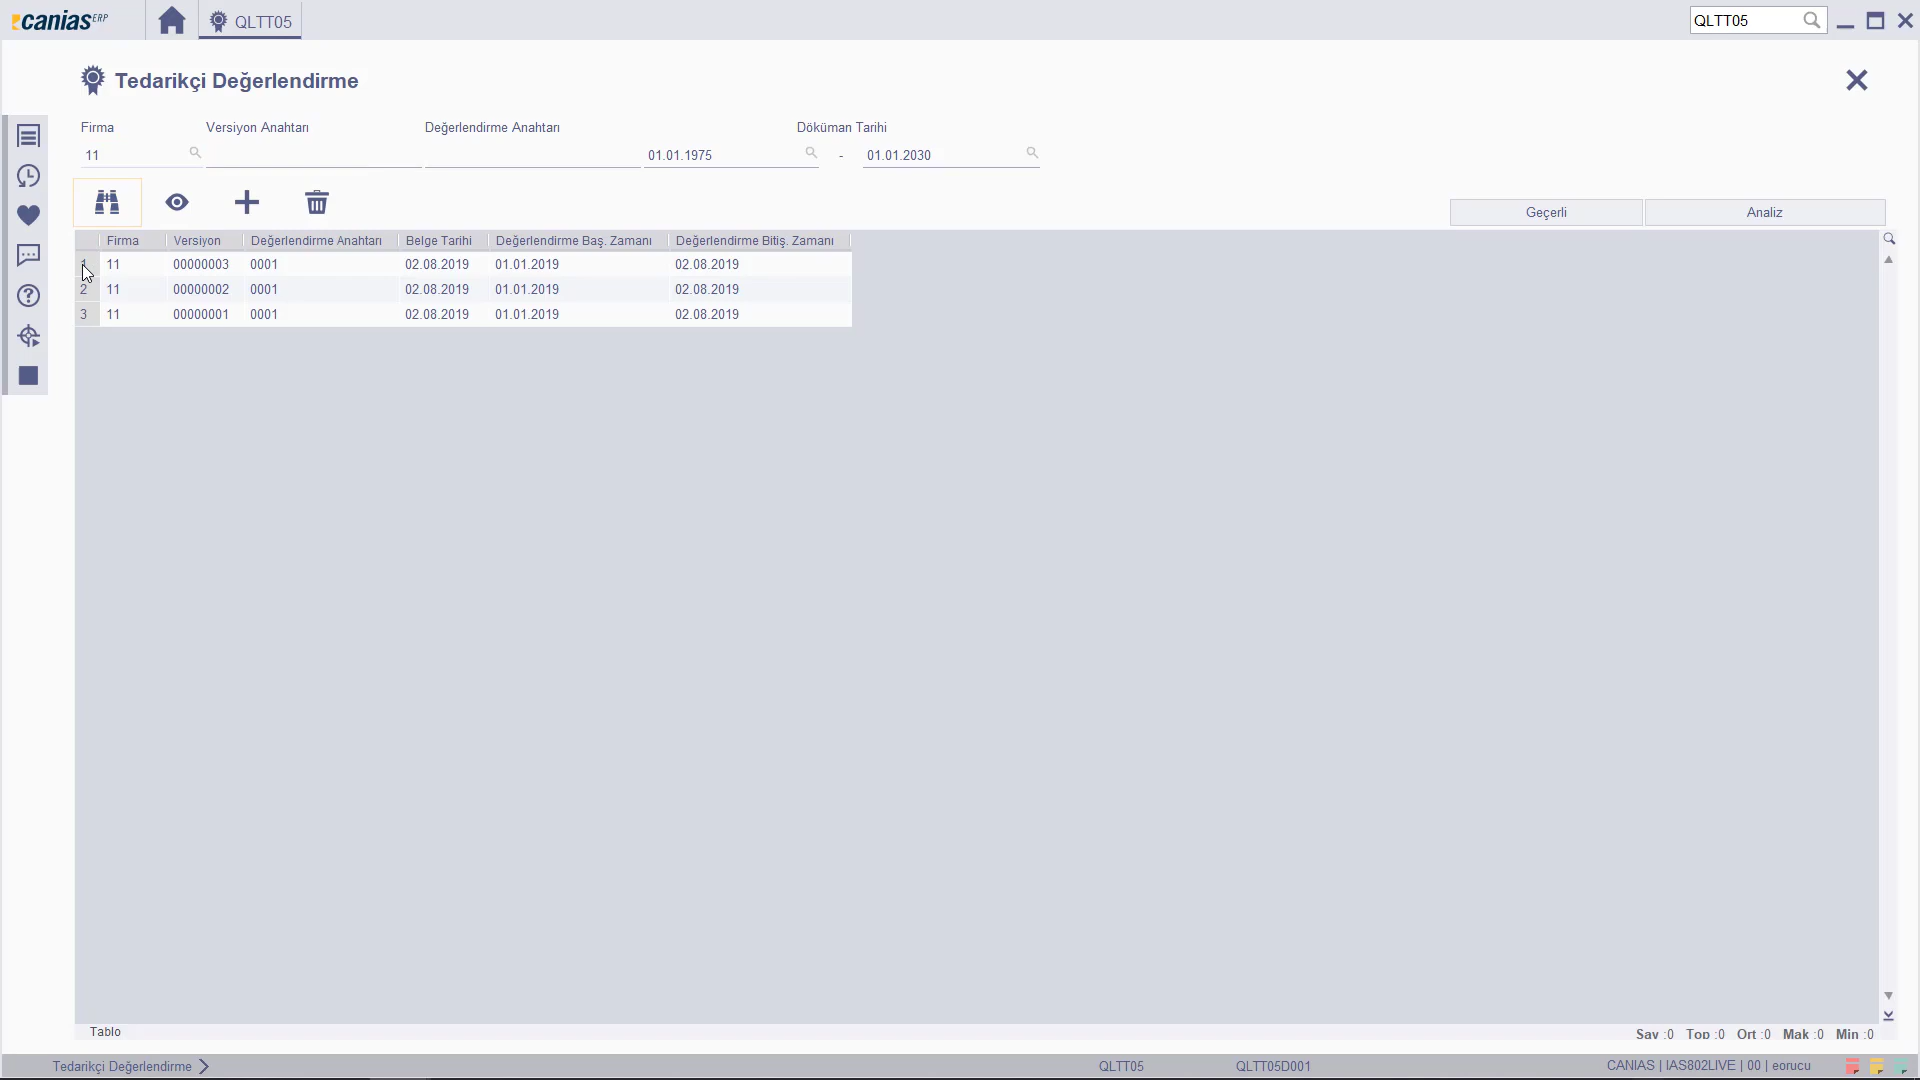 canias ERP QLTT05 QLTT05
Tedarikçi Değerlendirme
Firma Versiyon Anahtarı Değerlendirme Anahtarı Döküman Tarihi
11 01.01.1975 - 01.01.2030
Geçerli Analiz
Firma Versiyon Değerlendirme Anahtarı Belge Tarihi Değerlendirme Baş. Zamanı Değerlendirme Bitiş. Zamanı
1 11 00000003 0001 02.08.2019 01.01.2019 02.08.2019
2 11 00000002 0001 02.08.2019 01.01.2019 02.08.2019
3 11 00000001 0001 02.08.2019 01.01.2019 02.08.2019
Tablo
Say :0 Top :0 Ort :0 Mak :0 Min :0
Tedarikçi Değerlendirme QLTT05 QLTT05D001 CANIAS | IAS802LIVE | 00 | eorucu